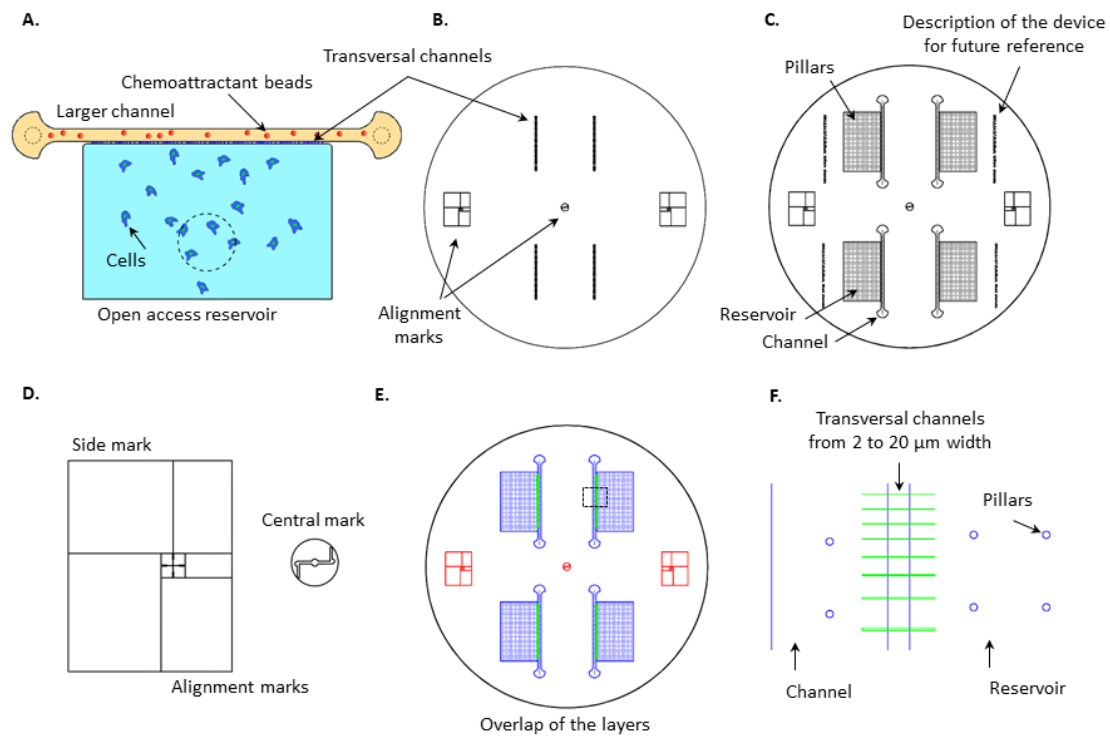 A.
Chemoattractant beads
Larger channel
Cells
Open access reservoir
B.
Transversal channels
Alignment
marks
C.
Description of the device
for future reference
Pillars
Reservoir
Channel
D.
Side mark
Central mark
Alignment marks
E.
Overlap of the layers
F.
Transversal channels
from 2 to 20 µm width
Pillars
Channel
Reservoir